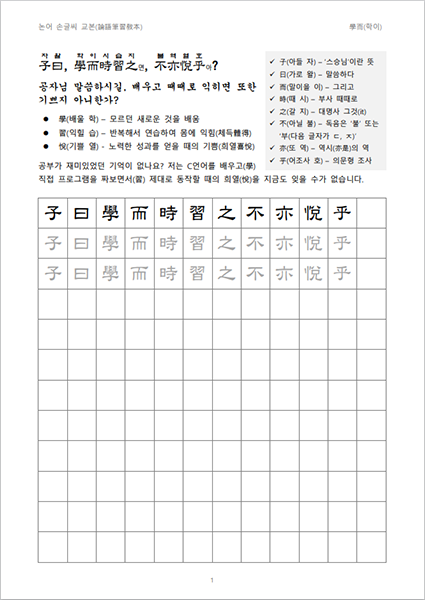 논어 손글씨 교본(論語筆習敎本)
學而(학이)
자왈 학이시습지 불역열호
子曰, 學而時習之면, 不亦悅乎아?
공자님 말씀하시길, 배우고 때때로 익히면 또한
기쁘지 아니한가?
● 學(배울 학) – 모르던 새로운 것을 배움
● 習(익힐 습) – 반복해서 연습하여 몸에 익힘(체득體得)
● 悅(기쁠 열) - 노력한 성과를 얻을 때의 기쁨(희열喜悅)
✓ 子(아들 자) – '스승님'이란 뜻
✓ 曰(가로 왈) – 말씀하다
✓ 而(말이을 이) – 그리고
✓ 時(때 시) – 부사 때때로
✓ 之(갈 지) – 대명사 그것(it)
✓ 不(아닐 불) – 독음은 '불' 또는
'부(다음 글자가 ㄷ, ㅈ)'
✓ 亦(또 역) – 역시(亦是)의 역
✓ 乎(어조사 호) – 의문형 조사
공부가 재미있었던 기억이 없나요? 저는 C언어를 배우고(學)
직접 프로그램을 짜보면서(習) 제대로 동작할 때의 희열(悅)을 지금도 잊을 수가 없습니다.
子 曰 學 而 時 習 之 不 亦 悅 乎
子 曰 學 而 時 習 之 不 亦 悅 乎
子 曰 學 而 時 習 之 不 亦 悅 乎
1